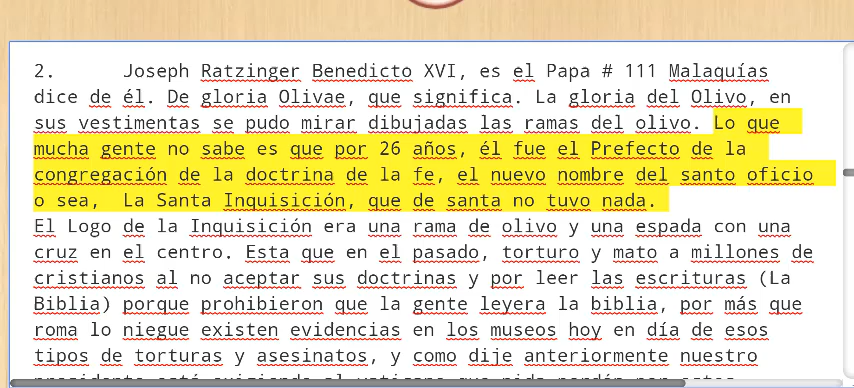 2. Joseph Ratzinger Benedicto XVI, es el Papa # 111 Malaquías
dice de él. De gloria Olivae, que significa. La gloria del Olivo, en
sus vestimentas se pudo mirar dibujadas las ramas del olivo. Lo que
mucha gente no sabe es que por 26 años, él fue el Prefecto de la
congregación de la doctrina de la fe, el nuevo nombre del santo oficio
o sea, La Santa Inquisición, que de santa no tuvo nada.
El Logo de la Inquisición era una rama de olivo y una espada con una
cruz en el centro. Esta que en el pasado, torturo y mato a millones de
cristianos al no aceptar sus doctrinas y por leer las escrituras (La
Biblia) porque prohibieron que la gente leyera la biblia, por más que
roma lo niegue existen evidencias en los museos hoy en día de esos
tipos de torturas y asesinatos, y como dije anteriormente nuestro